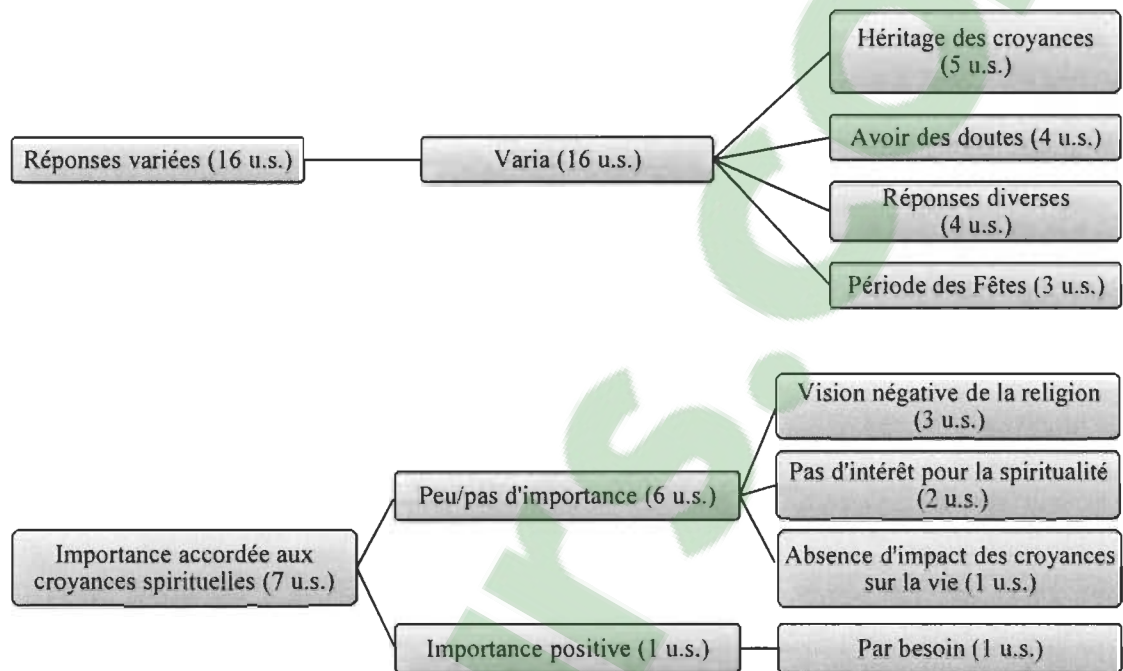 Héritage des croyances
(5 u.s.)
Réponses variées (16 u.s.)
Varia (16 u.s.)
Avoir des doutes (4 u.s.)
Réponses diverses
(4 u.s.)
Période des Fêtes (3 u.s.)
Vision négative de la religion
(3 u.s.)
Peu/pas d'importance (6 u.s.)
Pas d'intérêt pour la spiritualité
(2 u.s.)
Importance accordée aux
croyances spirituelles (7 u.s.)
Absence d'impact des croyances
sur la vie (1 u.s.)
Importance positive (1 u.s.)
Par besoin (1 u.s.)